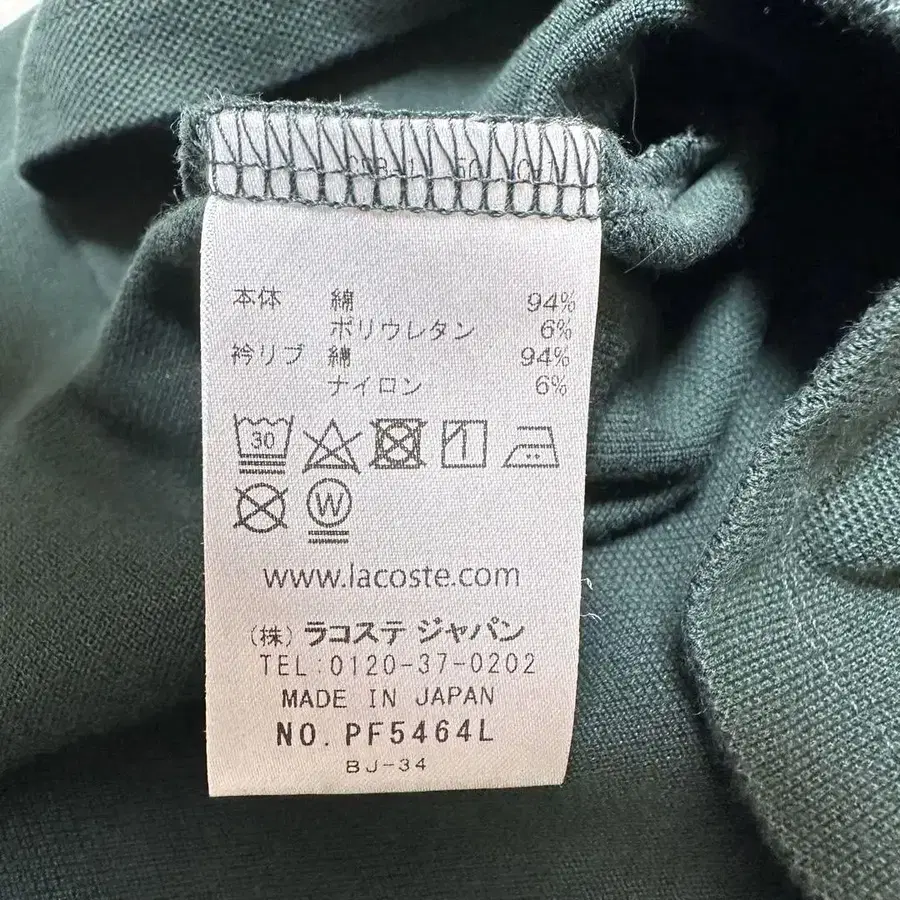 本体 綿 94%
ポリウレタン 6%
衿リブ 綿 94%
ナイロン 6%
30
W
www.lacoste.com
(株) ラコステ ジャパン
TEL:0120-37-0202
MADE IN JAPAN
NO. PF5464L
BJ-34